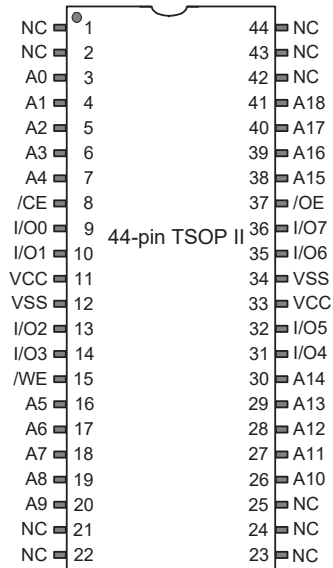 NC 1 44 NC
NC 2 43 NC
A0 3 42 NC
A1 4 41 A18
A2 5 40 A17
A3 6 39 A16
A4 7 38 A15
/CE 8 37 /OE
I/O0 9 44-pin TSOP II 36 I/O7
I/O1 10 35 I/O6
VCC 11 34 VSS
VSS 12 33 VCC
I/O2 13 32 I/O5
I/O3 14 31 I/O4
/WE 15 30 A14
A5 16 29 A13
A6 17 28 A12
A7 18 27 A11
A8 19 26 A10
A9 20 25 NC
NC 21 24 NC
NC 22 23 NC